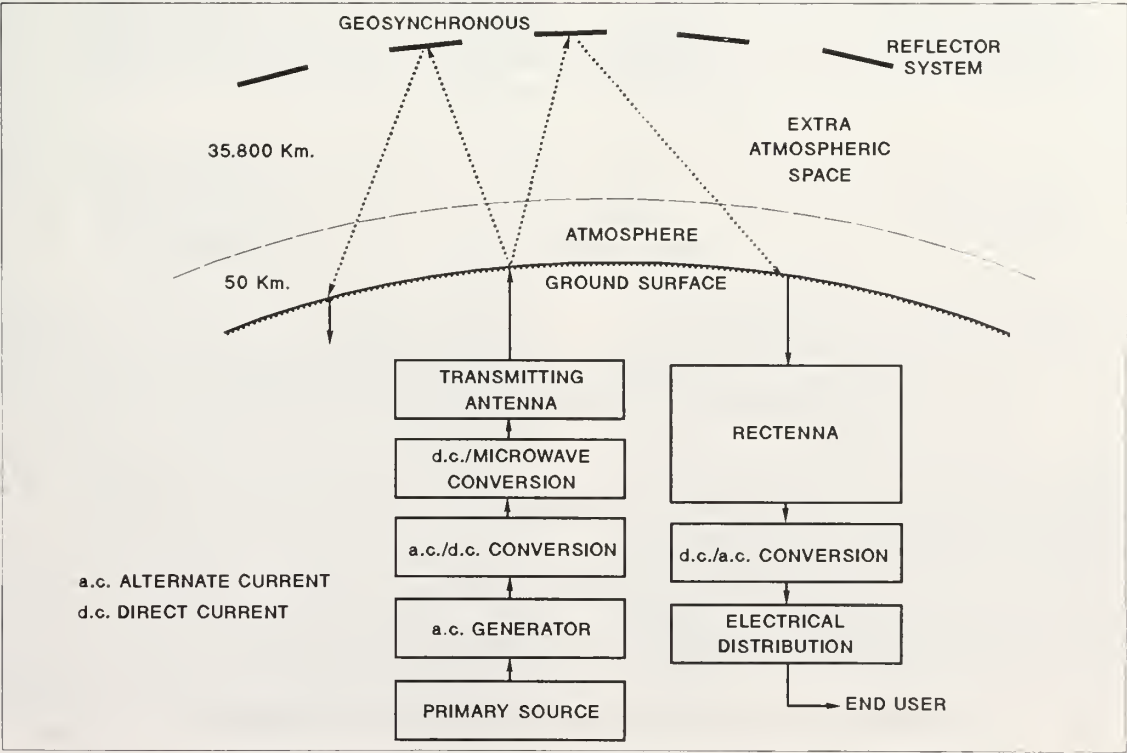 GEOSYNCHRONOUS
REFLECTOR
SYSTEM
35.800 Km.
EXTRA
ATMOSPHERIC
SPACE
ATMOSPHERE
50 Km.
GROUND SURFACE
TRANSMITTING
ANTENNA
d.c./MICROWAVE
CONVERSION
a.c./d.c. CONVERSION
a.c. GENERATOR
PRIMARY SOURCE
RECTENNA
d.c./a.c. CONVERSION
ELECTRICAL
DISTRIBUTION
END USER
a.c. ALTERNATE CURRENT
d.c. DIRECT CURRENT